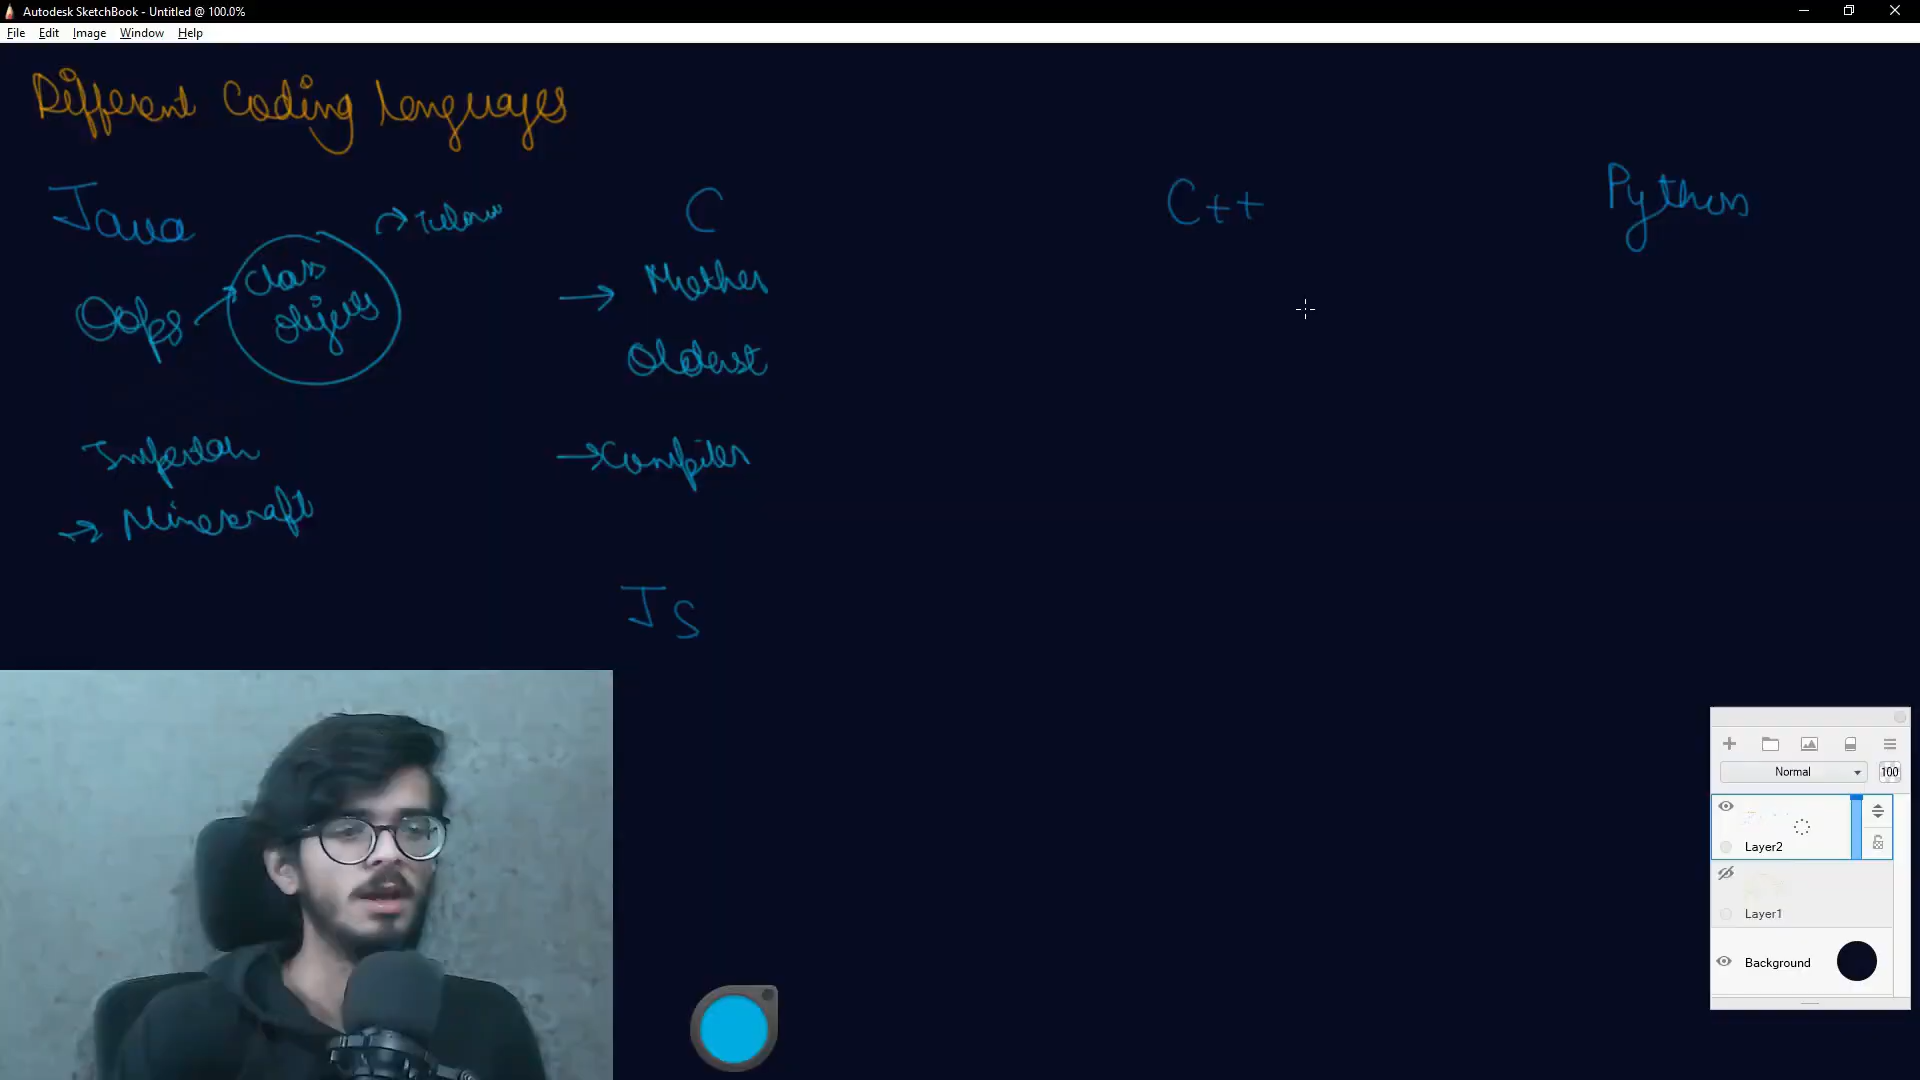 Autodesk SketchBook - Untitled @ 100.0%
File Edit Image Window Help
Different Coding Languages
Java
C
C++
Python
class
objects
Oops
Mother
Oldest
Compiler
Minecraft
JS
Normal
100
Layer2
Layer1
Background